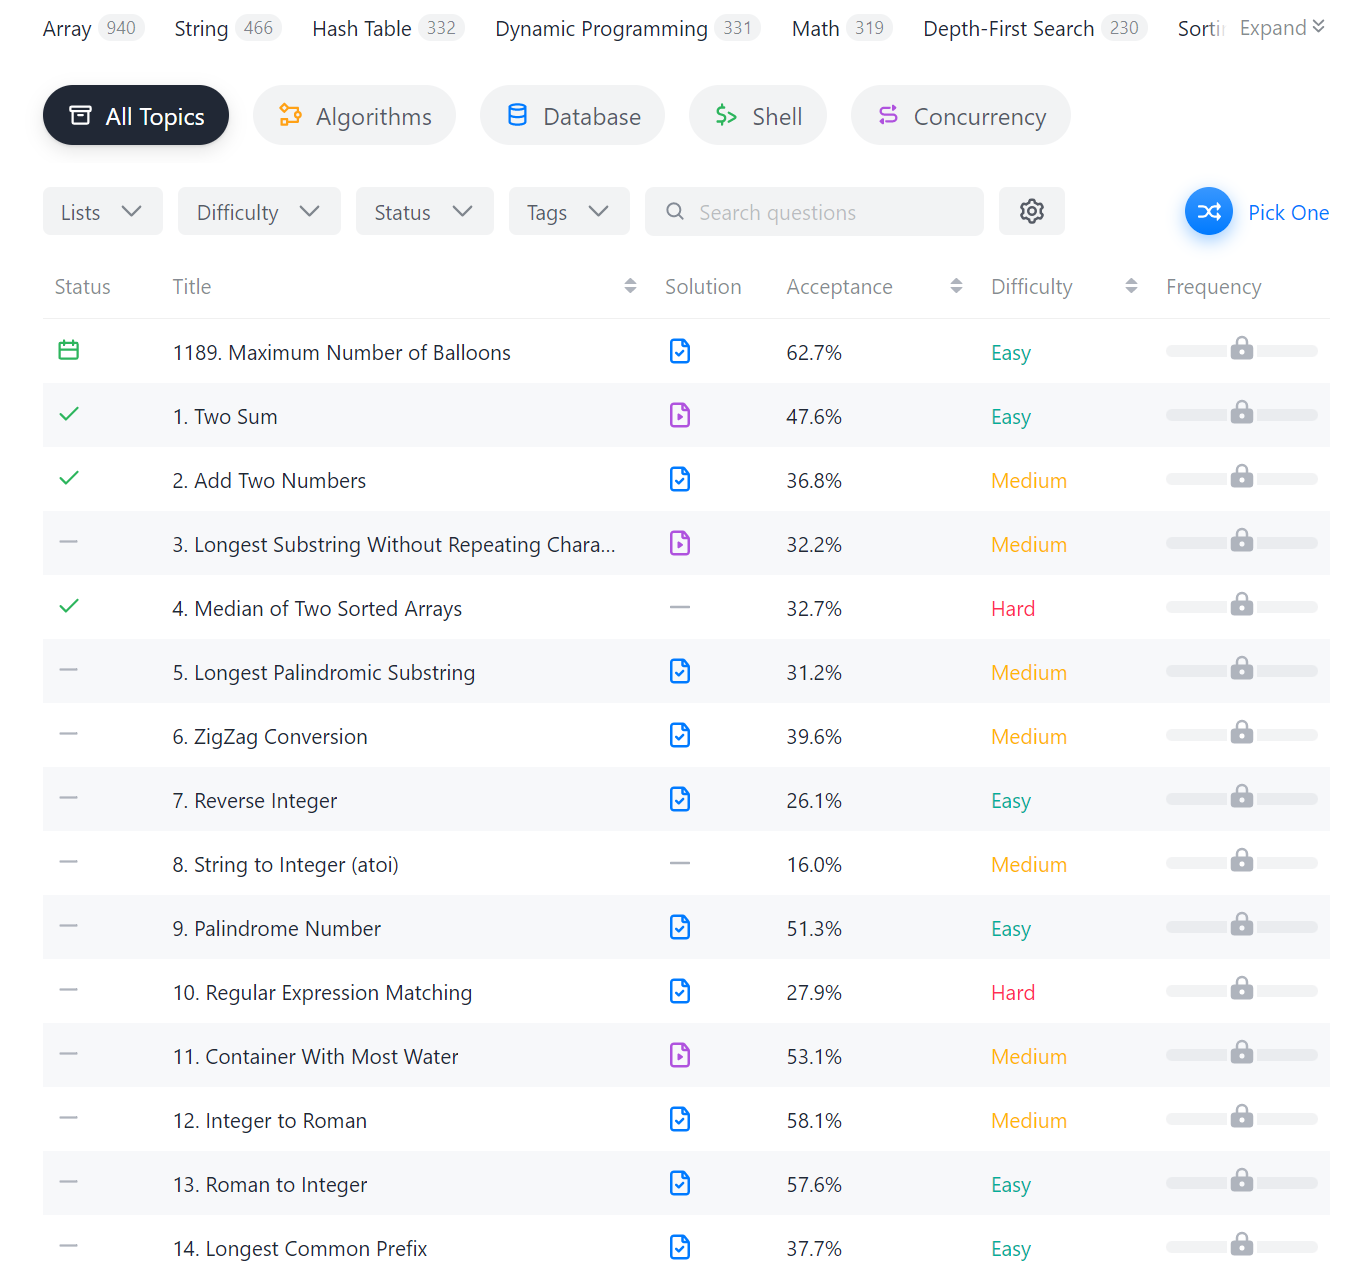 Array 940 String 466 Hash Table 332 Dynamic Programming 331 Math 319 Depth-First Search 230 Sortin Expand
All Topics Algorithms Database $> Shell Concurrency
Lists Difficulty Status Tags Search questions Pick One
Status Title Solution Acceptance Difficulty Frequency
1189. Maximum Number of Balloons 62.7% Easy
1. Two Sum 47.6% Easy
2. Add Two Numbers 36.8% Medium
3. Longest Substring Without Repeating Chara... 32.2% Medium
4. Median of Two Sorted Arrays — 32.7% Hard
5. Longest Palindromic Substring 31.2% Medium
6. ZigZag Conversion 39.6% Medium
7. Reverse Integer 26.1% Easy
8. String to Integer (atoi) — 16.0% Medium
9. Palindrome Number 51.3% Easy
10. Regular Expression Matching 27.9% Hard
11. Container With Most Water 53.1% Medium
12. Integer to Roman 58.1% Medium
13. Roman to Integer 57.6% Easy
14. Longest Common Prefix 37.7% Easy